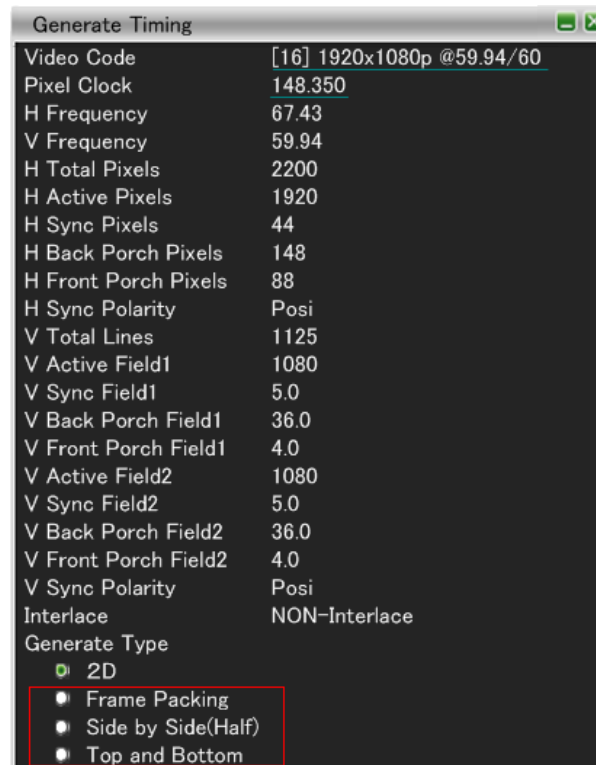 Generate Timing
Video Code [16] 1920x1080p @59.94/60
Pixel Clock 148.350
H Frequency 67.43
V Frequency 59.94
H Total Pixels 2200
H Active Pixels 1920
H Sync Pixels 44
H Back Porch Pixels 148
H Front Porch Pixels 88
H Sync Polarity Posi
V Total Lines 1125
V Active Field1 1080
V Sync Field1 5.0
V Back Porch Field1 36.0
V Front Porch Field1 4.0
V Active Field2 1080
V Sync Field2 5.0
V Back Porch Field2 36.0
V Front Porch Field2 4.0
V Sync Polarity Posi
Interlace NON-Interlace
Generate Type
2D
Frame Packing
Side by Side(Half)
Top and Bottom